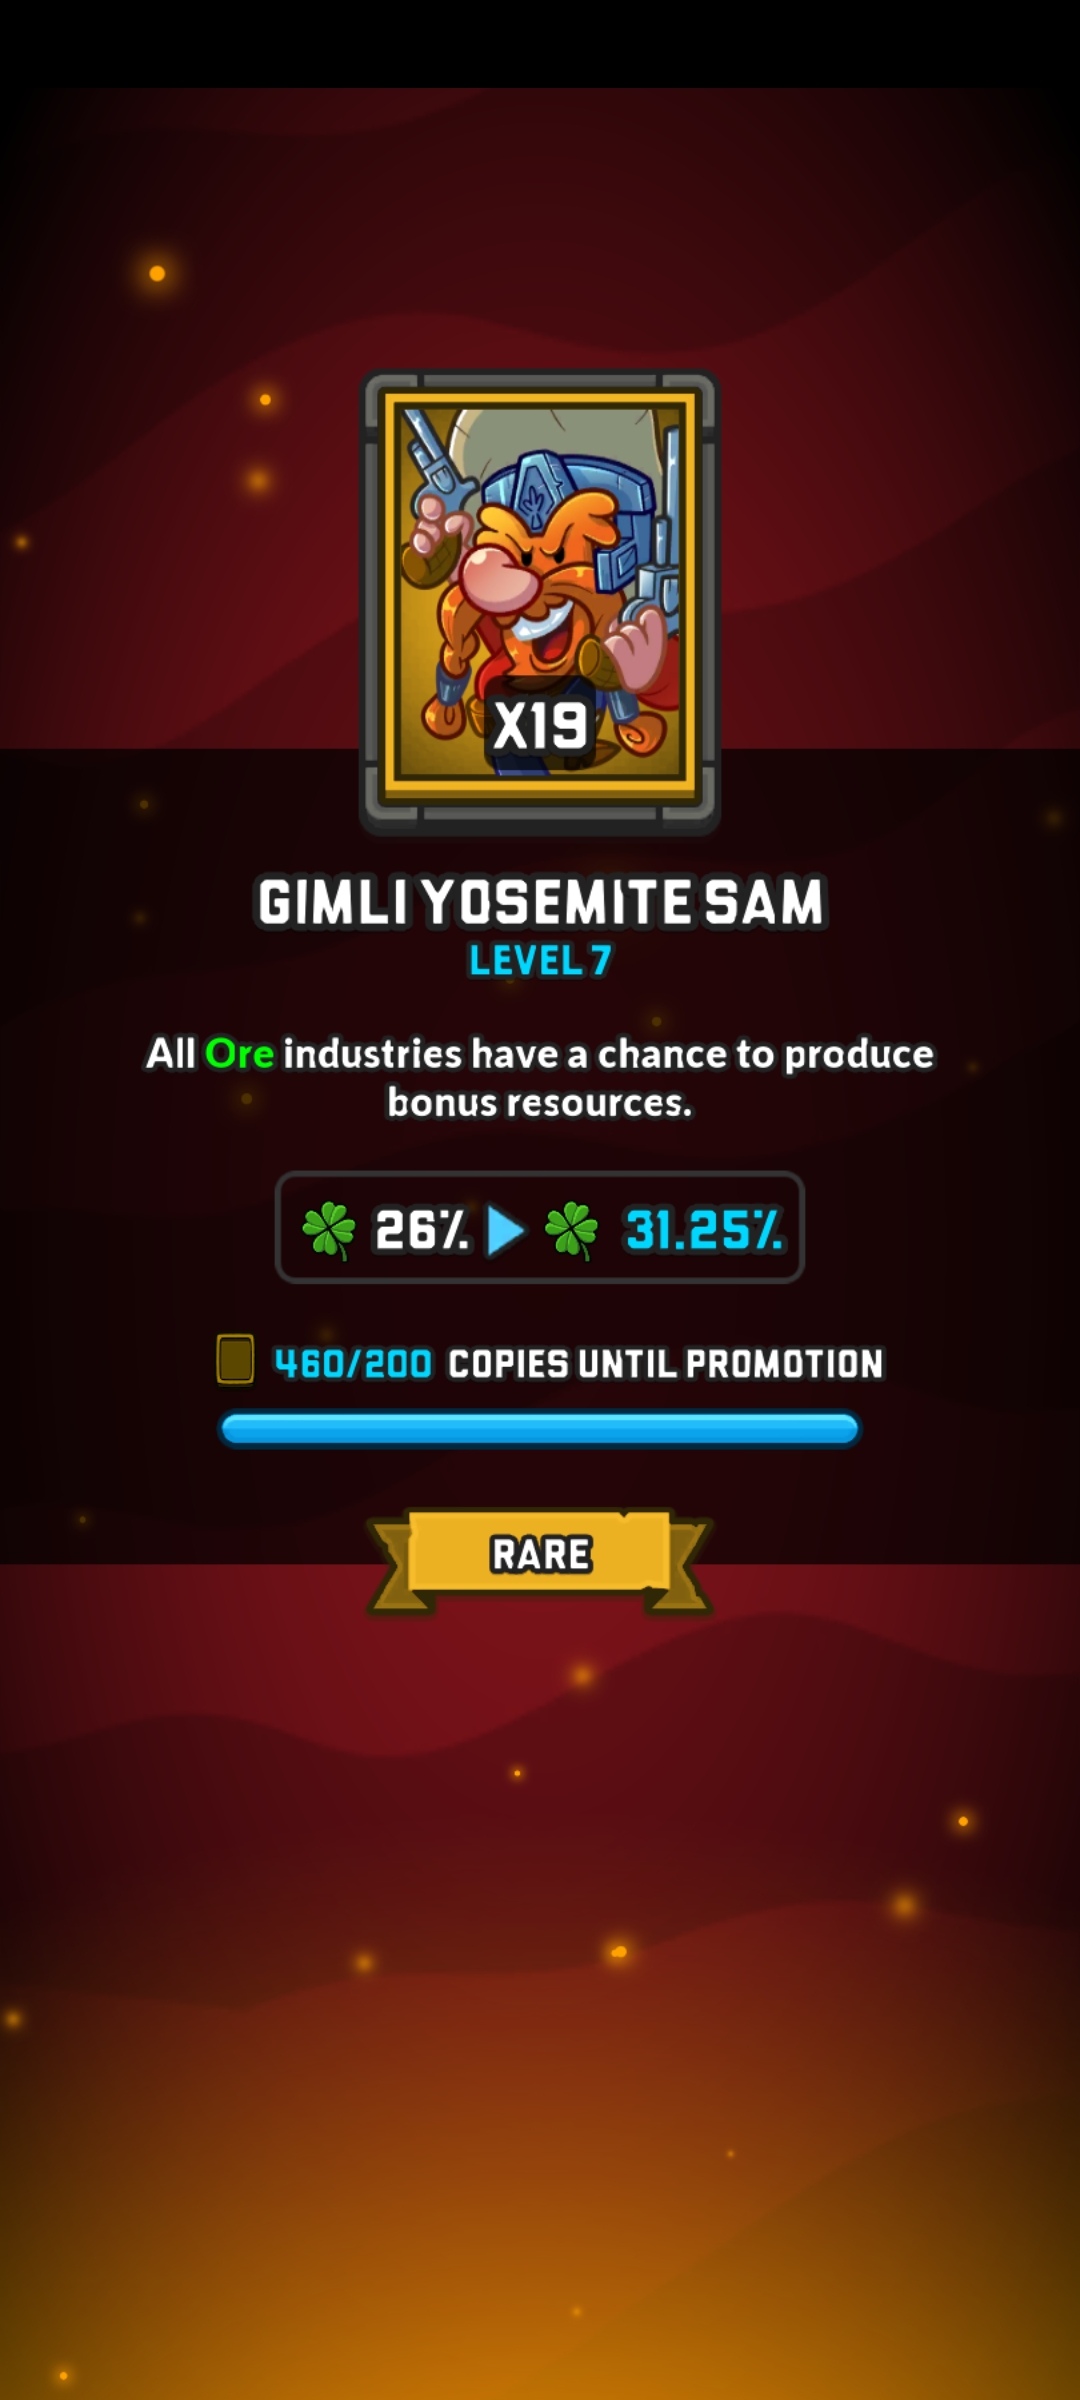 X19
GIMLI YOSEMITE SAM
LEVEL 7
All Ore industries have a chance to produce
bonus resources.
26% 31.25%
460/200 COPIES UNTIL PROMOTION
RARE